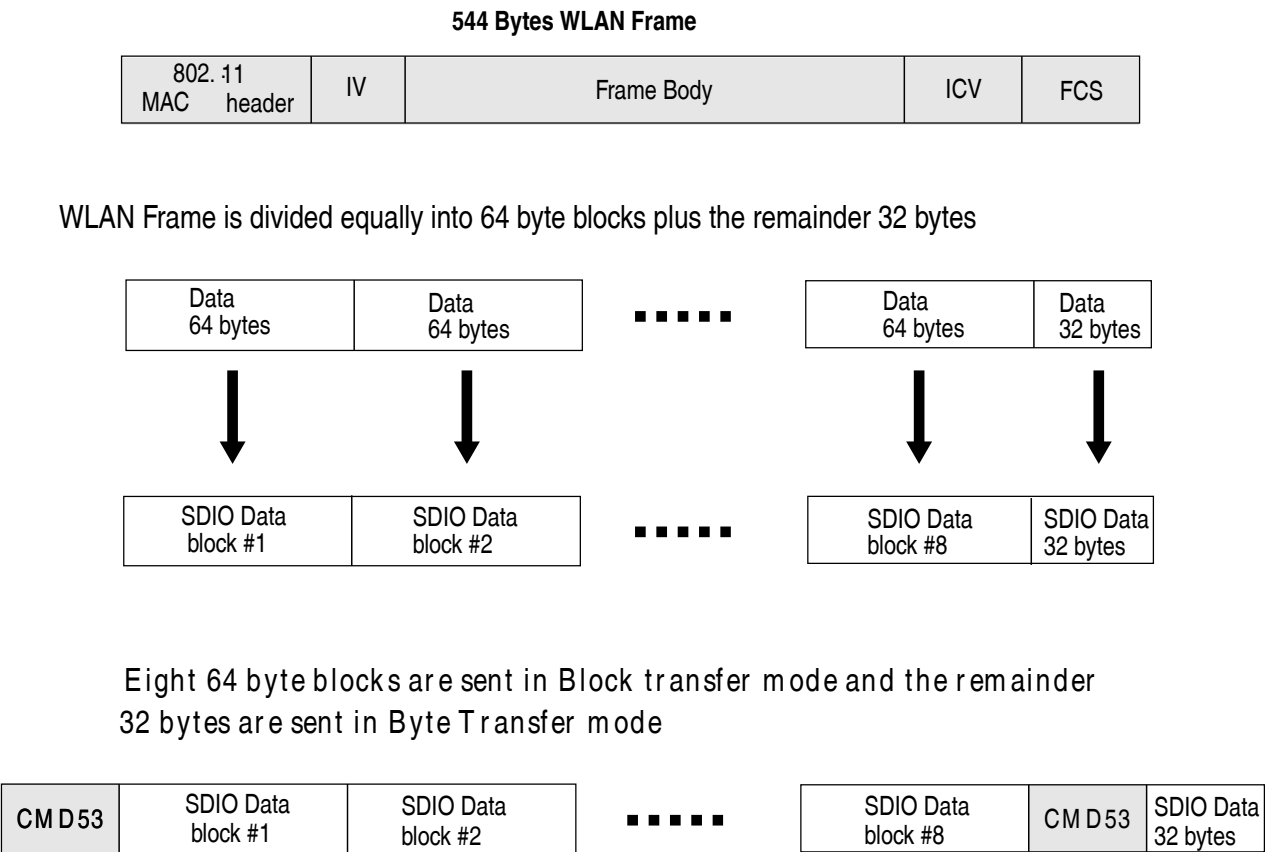 544 Bytes WLAN Frame
802.11
MAC header
IV
Frame Body
ICV
FCS
WLAN Frame is divided equally into 64 byte blocks plus the remainder 32 bytes
Data
64 bytes
Data
64 bytes
Data
64 bytes
Data
32 bytes
SDIO Data
block #1
SDIO Data
block #2
SDIO Data
block #8
SDIO Data
32 bytes
Eight 64 byte blocks are sent in Block transfer mode and the remainder
32 bytes are sent in Byte Transfer mode
CMD53
SDIO Data
block #1
SDIO Data
block #2
SDIO Data
block #8
CMD53
SDIO Data
32 bytes